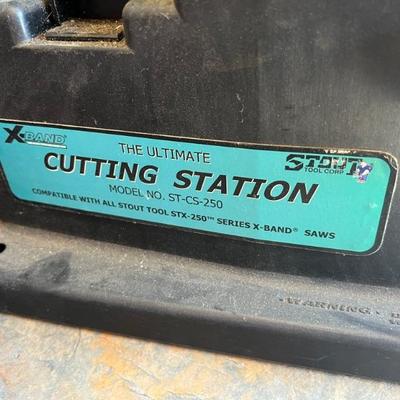 X-BAND®
STOUT
TOOL CORP.
THE ULTIMATE
CUTTING STATION
MODEL NO. ST-CS-250
COMPATIBLE WITH ALL STOUT TOOL STX-250™ SERIES X-BAND® SAWS
-WARNING-